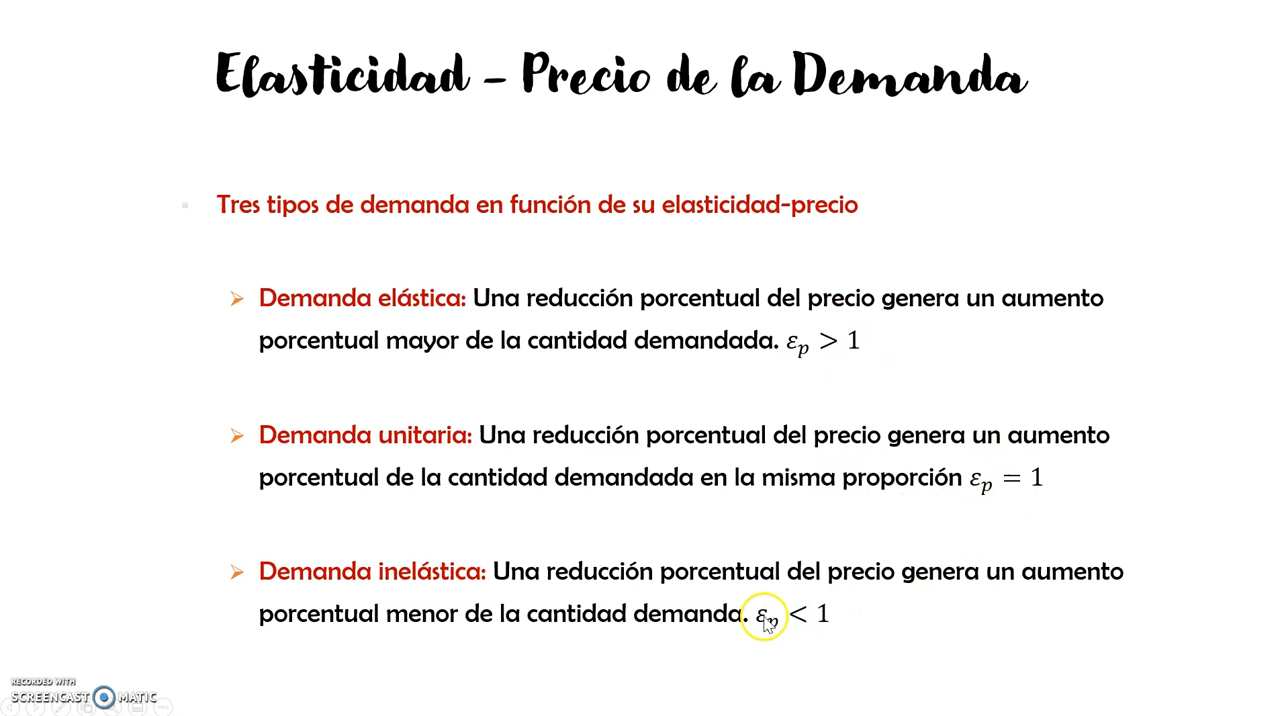 Elasticidad - Precio de la Demanda
Tres tipos de demanda en función de su elasticidad-precio
Demanda elástica: Una reducción porcentual del precio genera un aumento
porcentual mayor de la cantidad demandada. εp > 1
Demanda unitaria: Una reducción porcentual del precio genera un aumento
porcentual de la cantidad demandada en la misma proporción εp = 1
Demanda inelástica: Una reducción porcentual del precio genera un aumento
porcentual menor de la cantidad demanda. εp < 1
RECORDED WITH
SCREENCAST MATIC